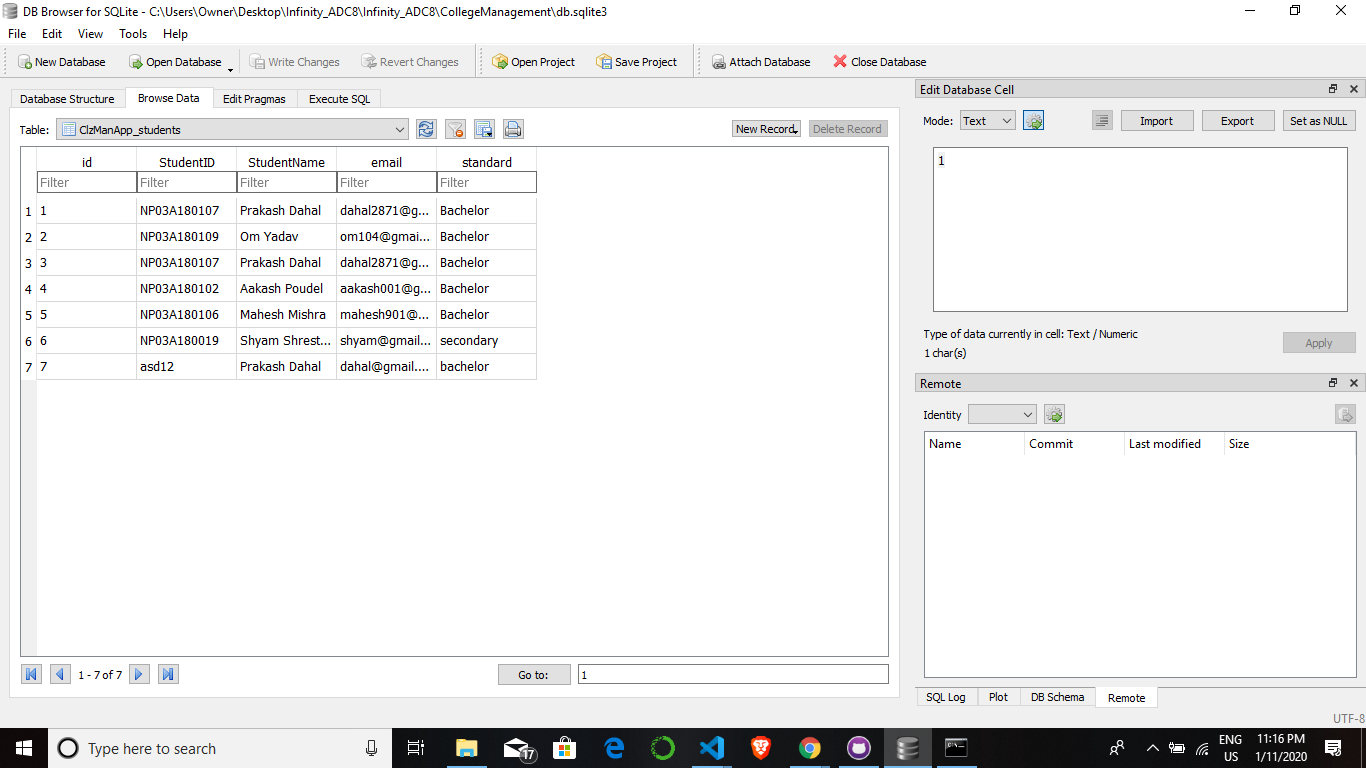 DB Browser for SQLite - C:\Users\Owner\Desktop\Infinity_ADC8\Infinity_ADC8\CollegeManagement\db.sqlite3
File Edit View Tools Help
New Database Open Database Write Changes Revert Changes Open Project Save Project Attach Database Close Database
Database Structure Browse Data Edit Pragmas Execute SQL
Table: ClzManApp_students New Record Delete Record
id StudentID StudentName email standard
Filter Filter Filter Filter Filter
1 1 NP03A180107 Prakash Dahal dahal2871@g... Bachelor
2 2 NP03A180109 Om Yadav om104@gmai... Bachelor
3 3 NP03A180107 Prakash Dahal dahal2871@g... Bachelor
4 4 NP03A180102 Aakash Poudel aakash001@g... Bachelor
5 5 NP03A180106 Mahesh Mishra mahesh901@... Bachelor
6 6 NP03A180019 Shyam Shrest... shyam@gmail... secondary
7 7 asd12 Prakash Dahal dahal@gmail.... bachelor
1 - 7 of 7 Go to: 1
Edit Database Cell
Mode: Text Import Export Set as NULL
1
Type of data currently in cell: Text / Numeric
1 char(s)
Apply
Remote
Identity
Name Commit Last modified Size
SQL Log Plot DB Schema Remote
UTF-8
Type here to search 17 ENG US 11:16 PM 1/11/2020